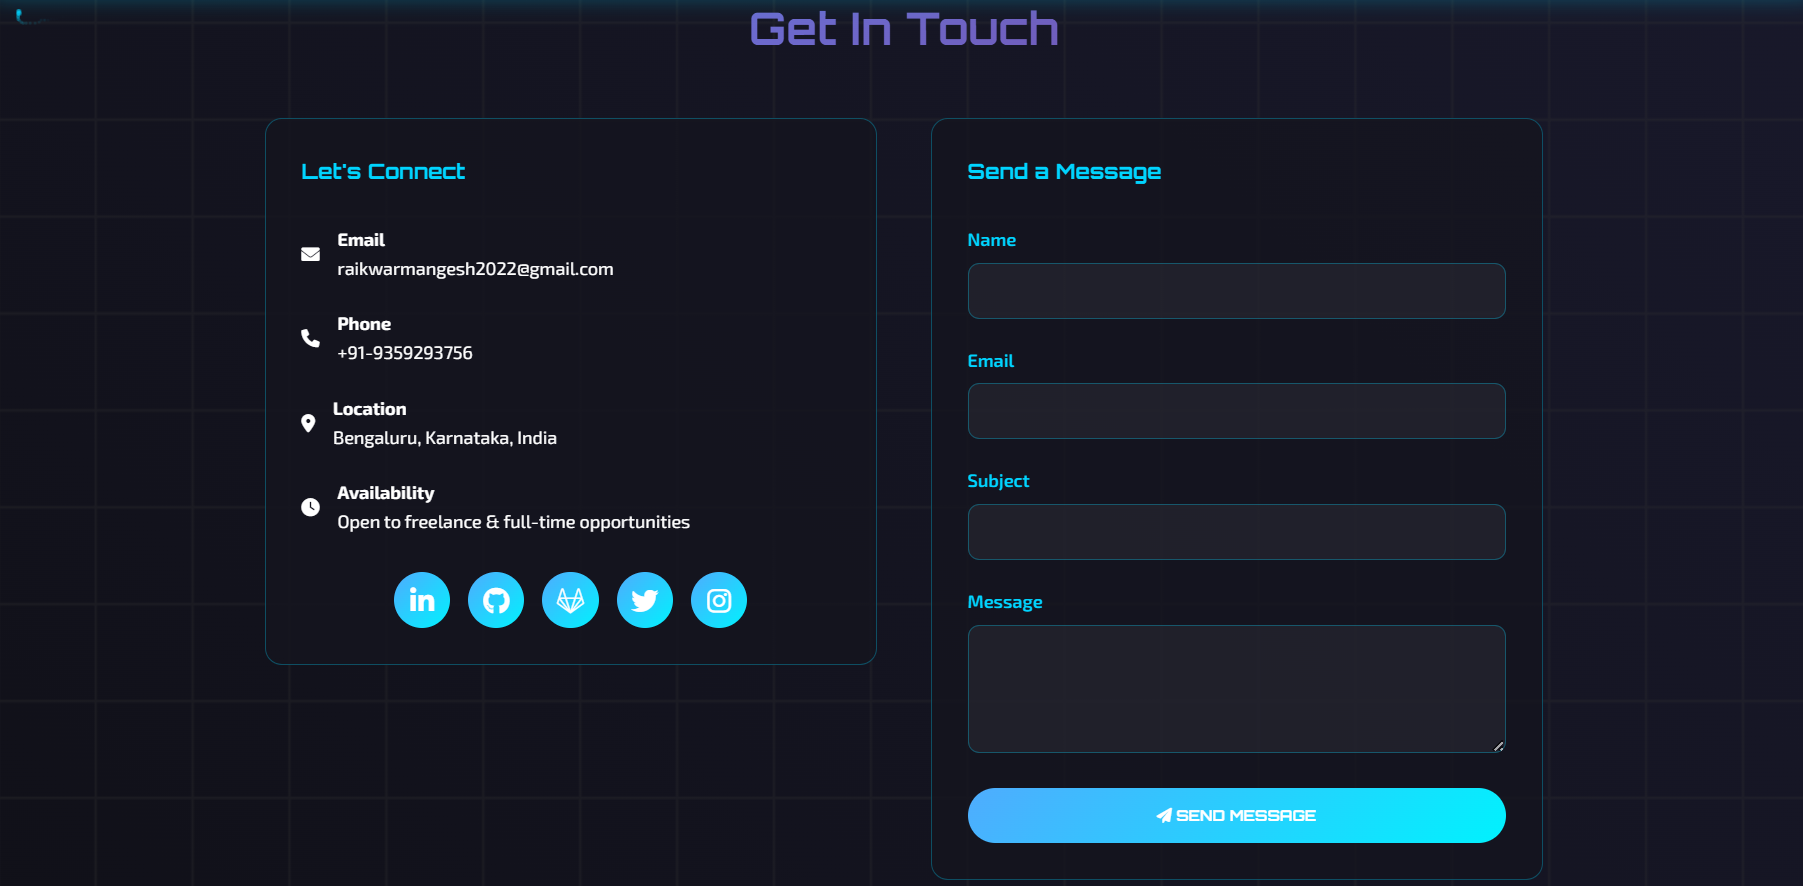 Get In Touch
Let's Connect
Email
raikwarmangesh2022@gmail.com
Phone
+91-9359293756
Location
Bengaluru, Karnataka, India
Availability
Open to freelance & full-time opportunities
in
Send a Message
Name
Email
Subject
Message
SEND MESSAGE